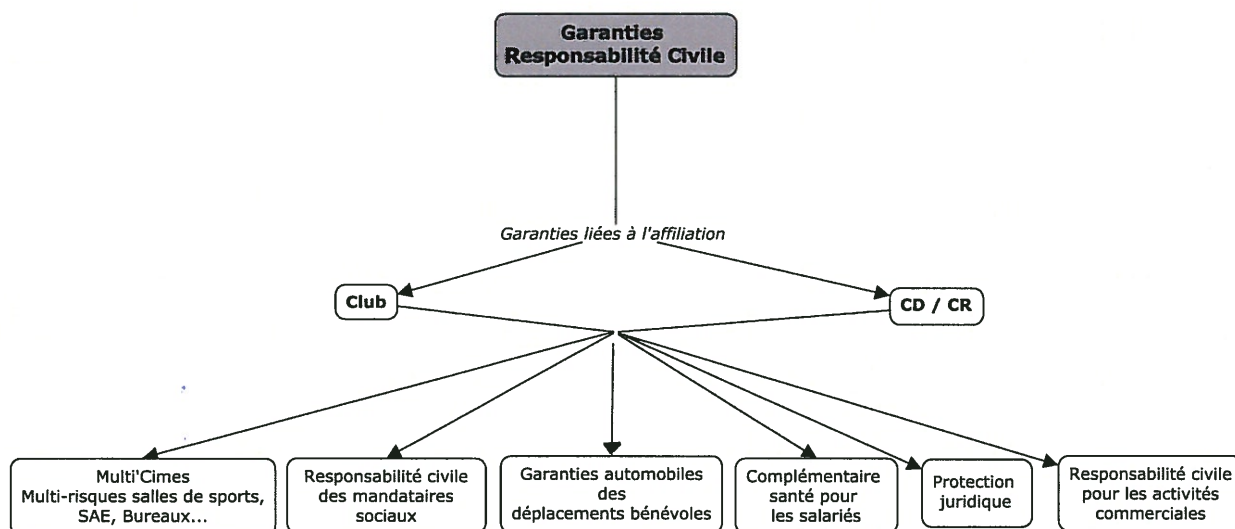 Garanties
Responsabilité Civile
Garanties liées à l'affiliation
Club
CD / CR
Multi'Cimes
Multi-risques salles de sports,
SAE, Bureaux...
Responsabilité civile
des mandataires
sociaux
Garanties automobiles
des
déplacements bénévoles
Complémentaire
santé pour
les salariés
Protection
juridique
Responsabilité civile
pour les activités
commerciales